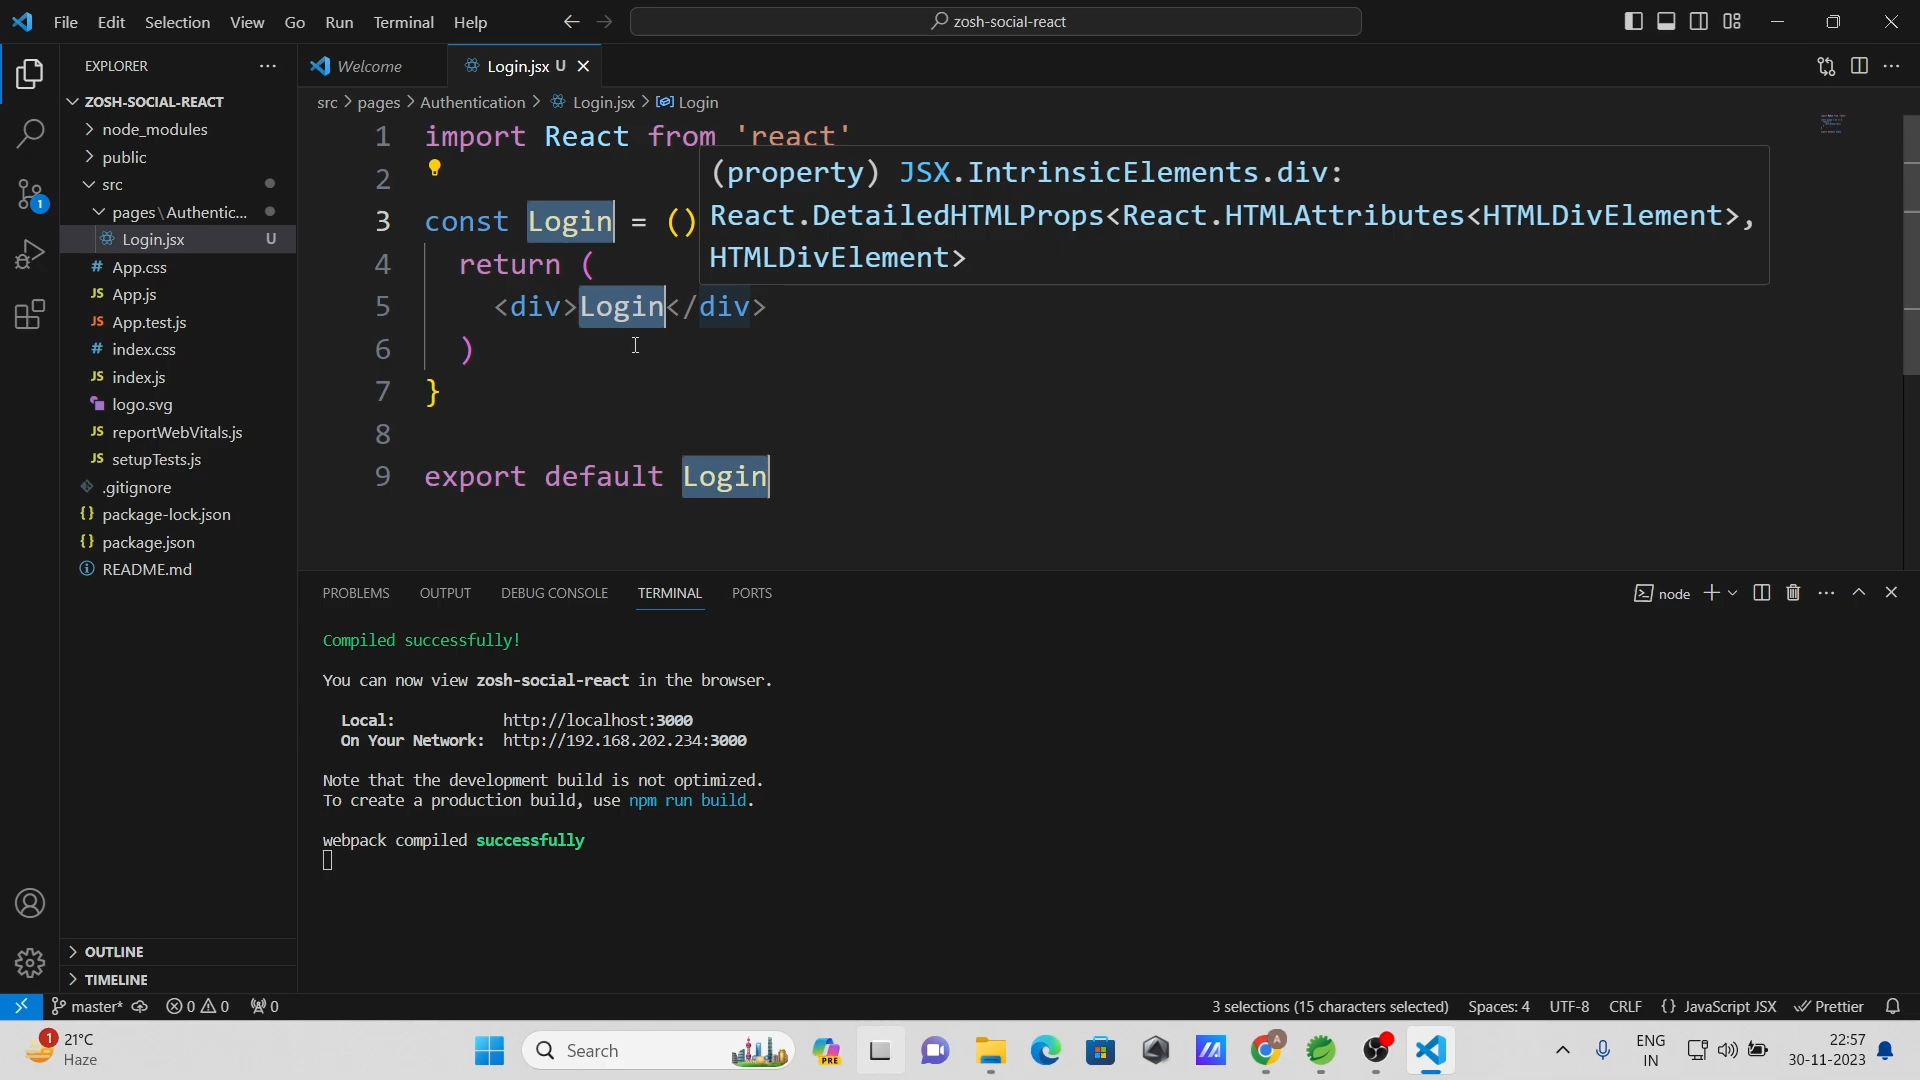 File Edit Selection View Go Run Terminal Help
zosh-social-react
EXPLORER
ZOSH-SOCIAL-REACT
node_modules
public
src
pages\Authentic...
Login.jsx U
# App.css
JS App.js
JS App.test.js
# index.css
JS index.js
logo.svg
JS reportWebVitals.js
JS setupTests.js
.gitignore
{} package-lock.json
{} package.json
README.md
OUTLINE
TIMELINE
1
Welcome
Login.jsx U
src > pages > Authentication > Login.jsx > Login
1 import React from 'react'
2
3 const Login = ()
4 return (
5 <div>Login</div>
6 )
7 }
8
9 export default Login
(property) JSX.IntrinsicElements.div:
React.DetailedHTMLProps<React.HTMLAttributes<HTMLDivElement>,
HTMLDivElement>
PROBLEMS OUTPUT DEBUG CONSOLE TERMINAL PORTS
node
Compiled successfully!
You can now view zosh-social-react in the browser.
Local: http://localhost:3000
On Your Network: http://192.168.202.234:3000
Note that the development build is not optimized.
To create a production build, use npm run build.
webpack compiled successfully
master* 0 0 0
3 selections (15 characters selected) Spaces: 4 UTF-8 CRLF {} JavaScript JSX Prettier
1
21°C
Haze
Search
PRE
A
ENG
IN
22:57
30-11-2023